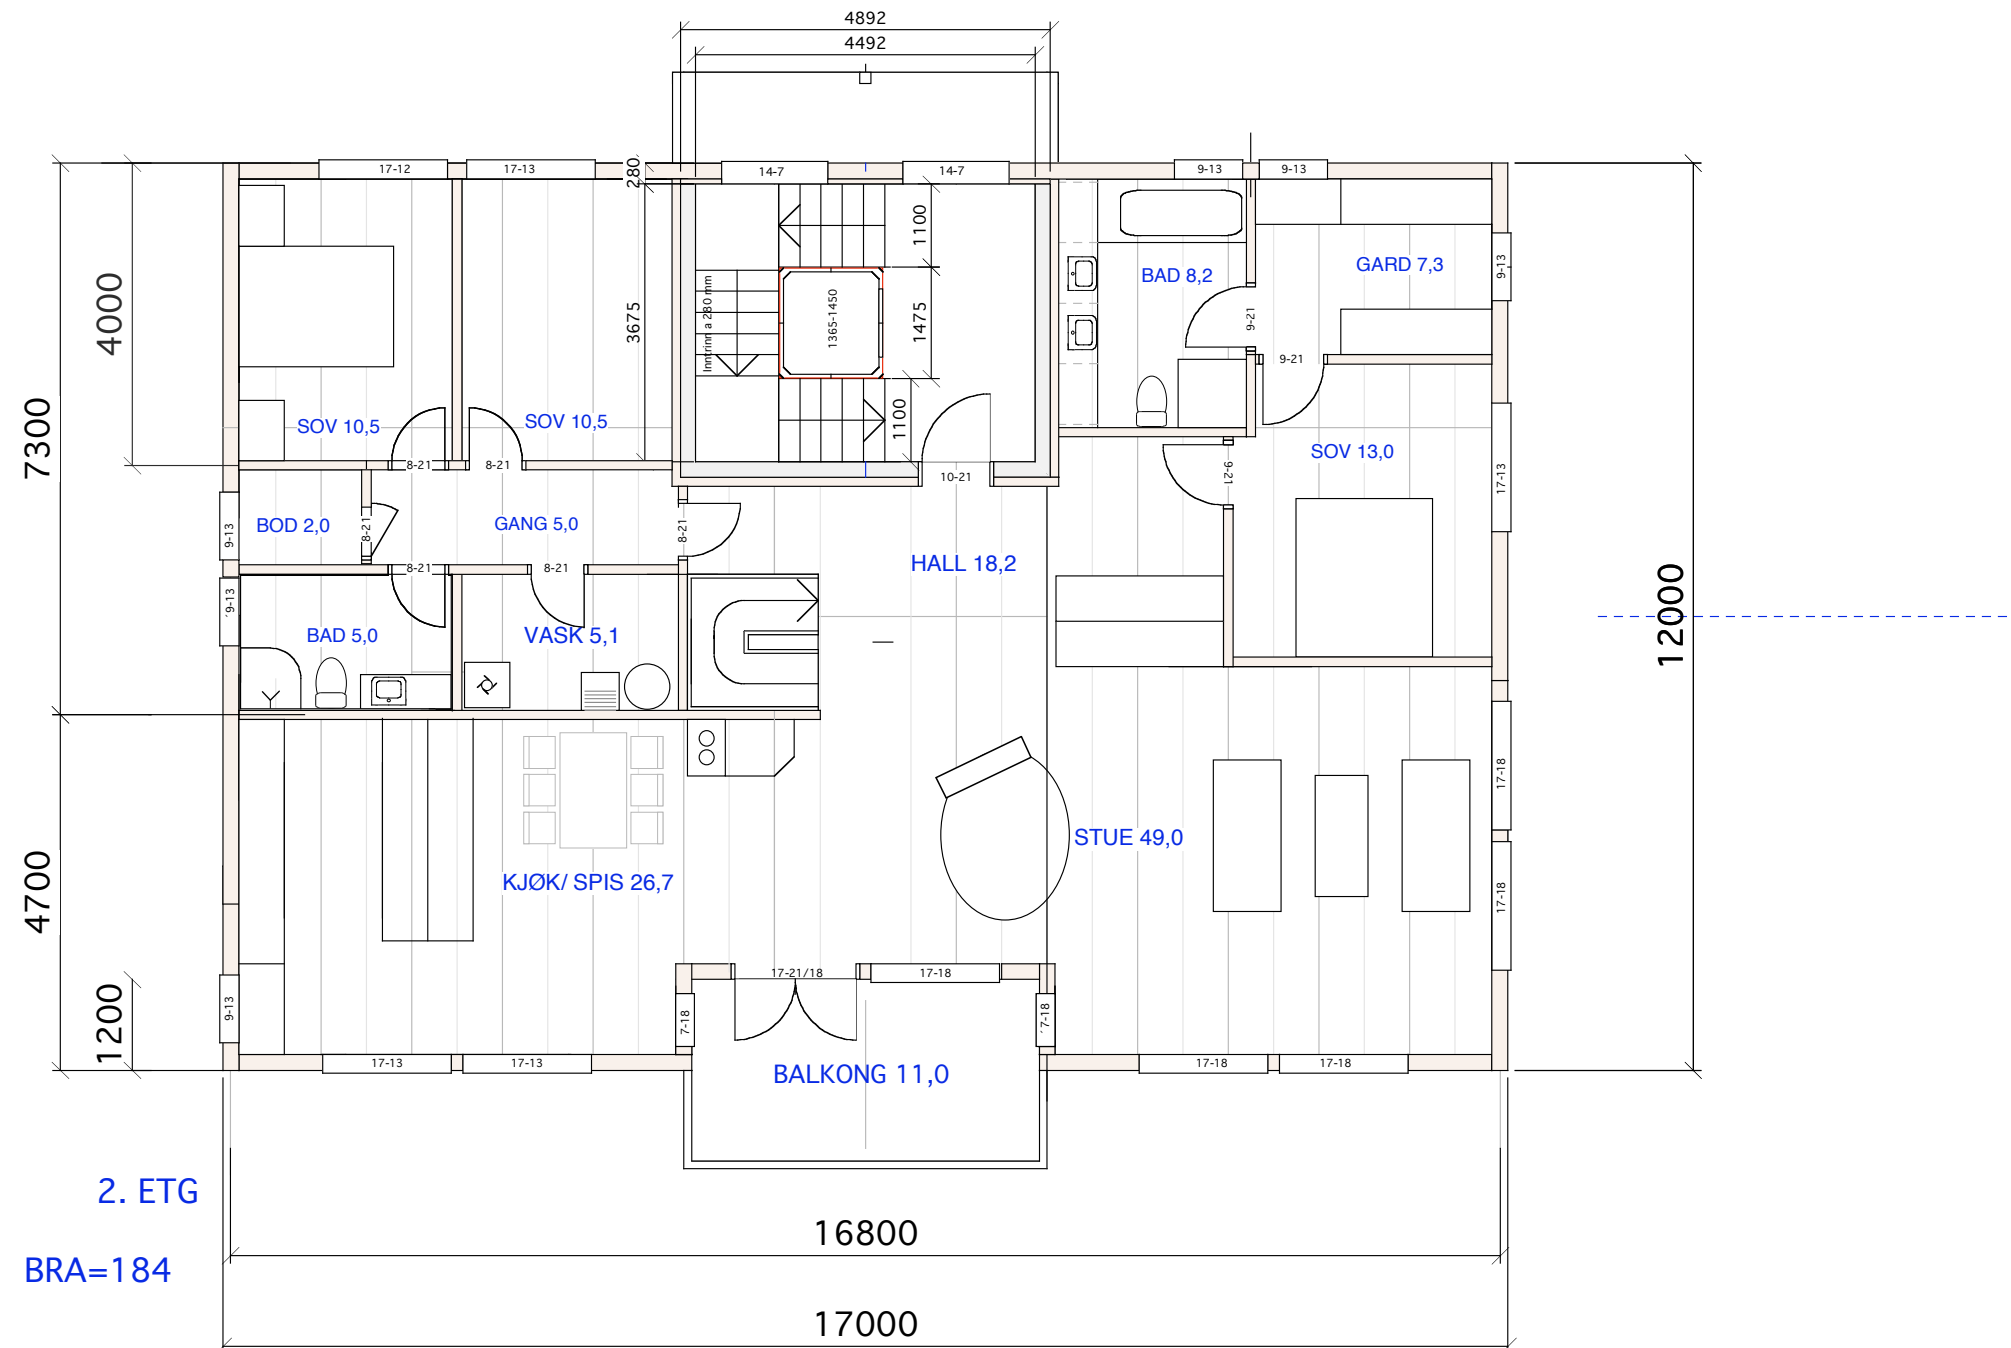 4892
4492
17-12
17-13
280
14-7
14-7
9-13
9-13
4000
7300
3675
Inntrinn a 280 mm
1365-1450
1100
1475
1100
BAD 8,2
GARD 7,3
9-13
9-21
9-21
SOV 10,5
SOV 10,5
SOV 13,0
8-21
8-21
10-21
9-21
17-13
9-13
BOD 2,0
8-21
GANG 5,0
8-21
HALL 18,2
8-21
8-21
9-13
BAD 5,0
VASK 5,1
12000
17-18
STUE 49,0
KJØK/ SPIS 26,7
4700
17-18
17-21/18
17-18
1200
9-13
7-18
7-18
17-13
17-13
17-18
17-18
BALKONG 11,0
2. ETG
16800
BRA=184
17000